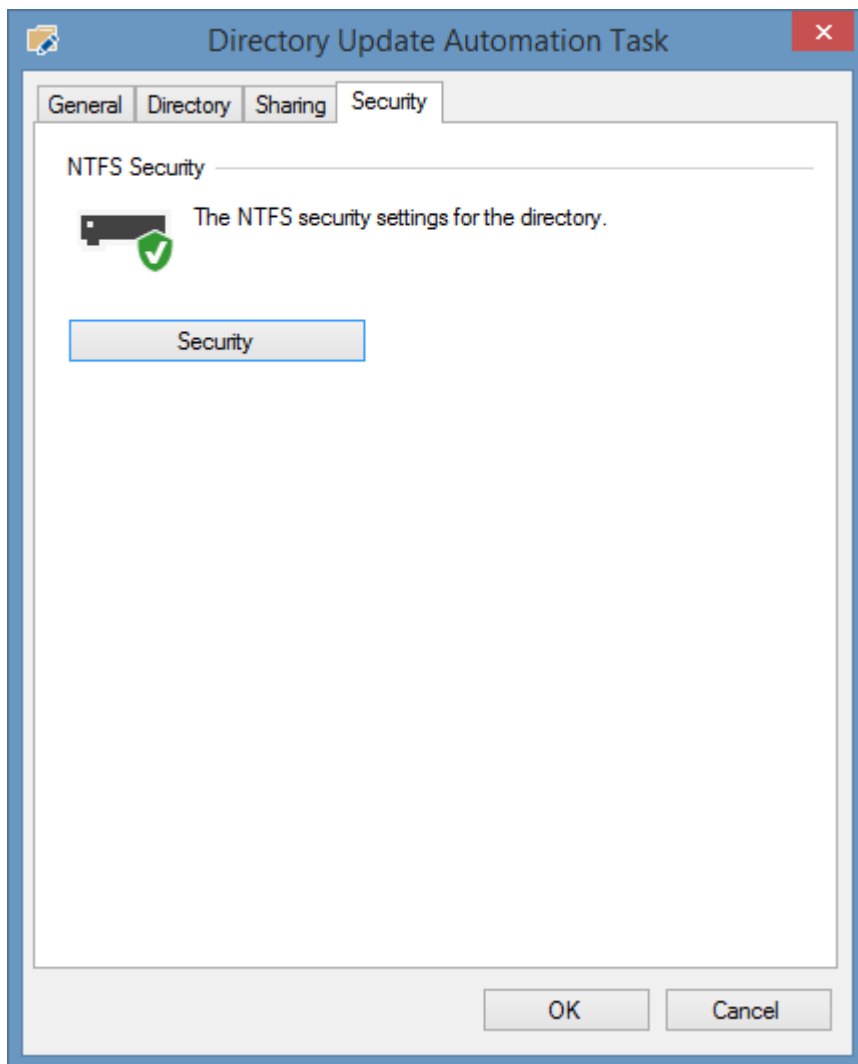 Directory Update Automation Task
General Directory Sharing Security
NTFS Security
The NTFS security settings for the directory.
Security
OK Cancel